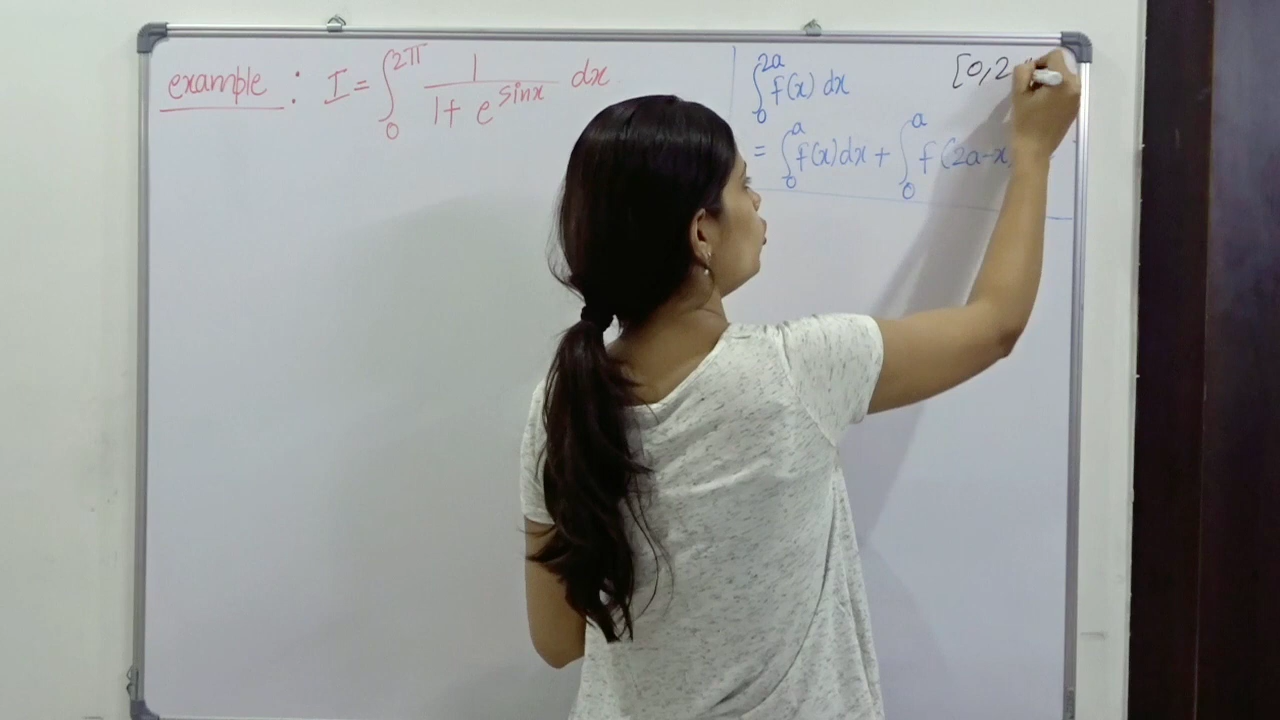 example : I = ∫₀^2π 1/(1+ e^sinx) dx
∫₀^2a f(x) dx
= ∫₀^a f(x)dx + ∫₀^a f(2a-x)
[0,2